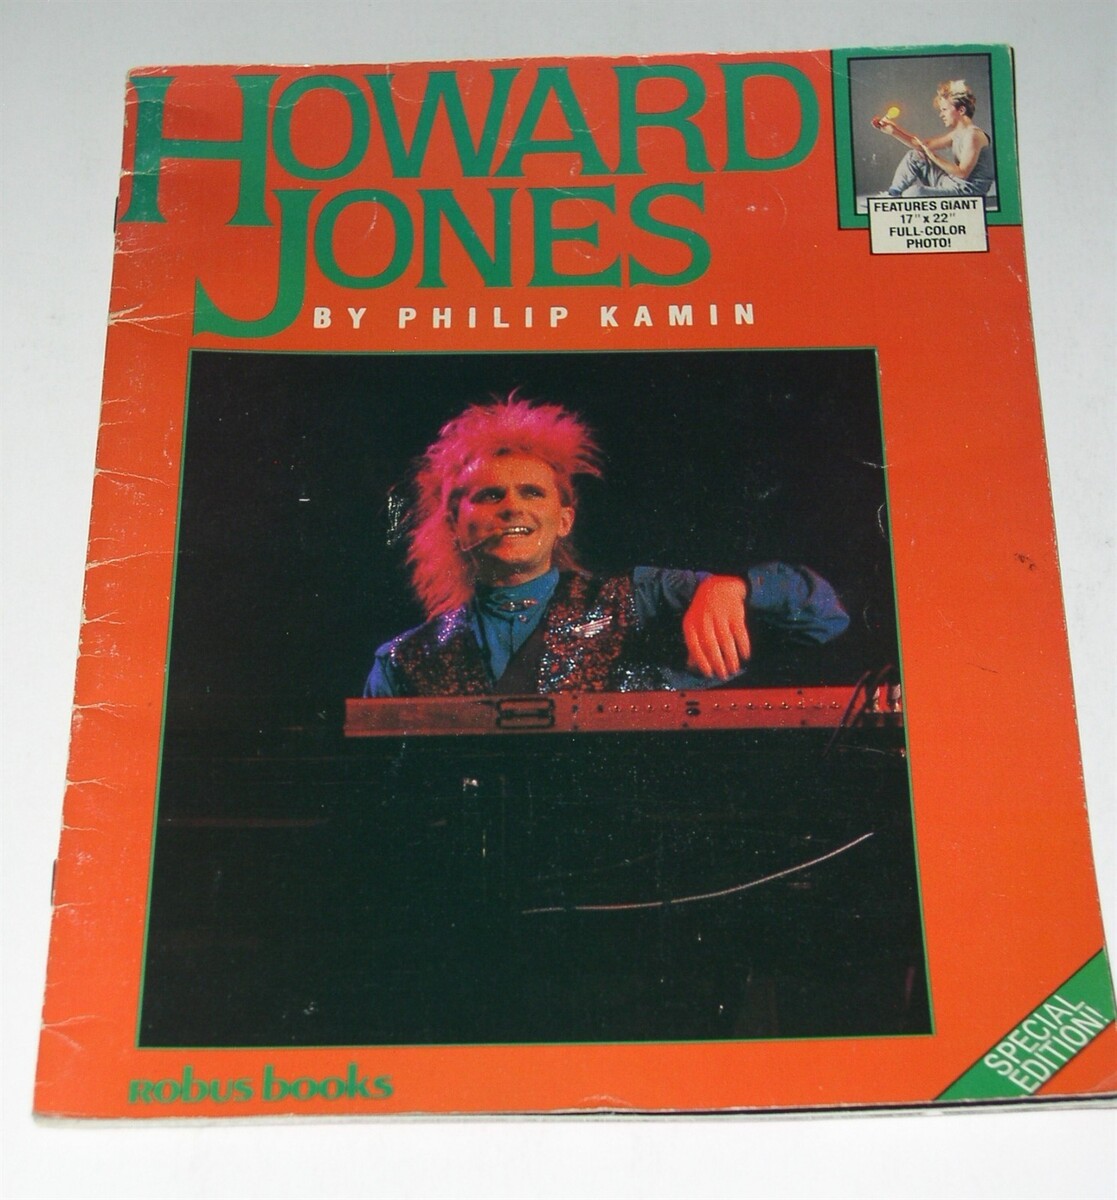 HOWARD
JONES
BY PHILIP KAMIN
FEATURES GIANT
17" x 22"
FULL-COLOR
PHOTO!
SPECIAL
EDITION!
Robus books